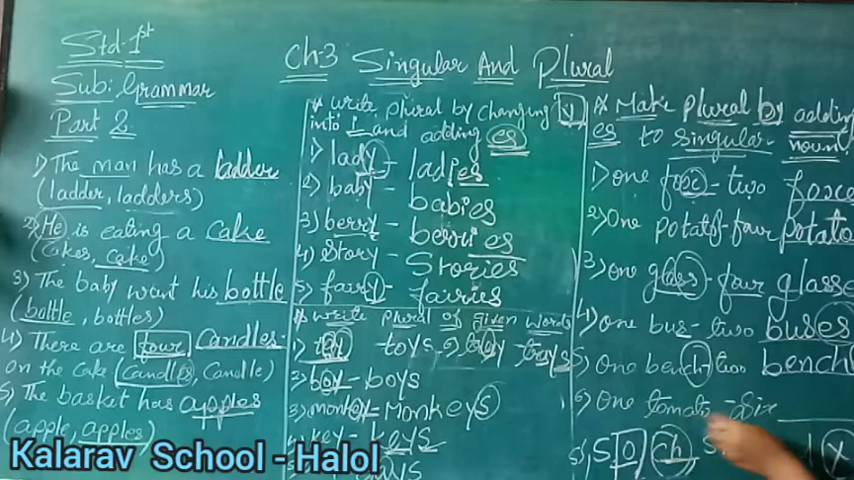 Std-1st
Sub: Grammar
Part 2
Ch-3 Singular And Plural
1) The man has a ladder
(ladder, ladders)
2) He is eating a cake
(cakes, cake)
3) The baby want his bottle
(bottle, bottles)
4) There are four Candles
on the cake (candles, Candle)
5) The basket has apples
(apple, apples)
* write plural by changing y
into i and adding es
1) lady - ladies
2) baby - babies
3) berry - berries
4) Story - Stories
5) fairy - fairies
* write plural of given words
1) toy toys
boy - boys
3) monkey - Monkeys
key - keys
* Make plural by adding
es to singular noun
1) one fox - two
2) One four potato
3) one glass - four glasse
4) one bus - two buses
5) one bench - two bench
6) One tomato - Six
S O ch
x
Kalarav School - Halol